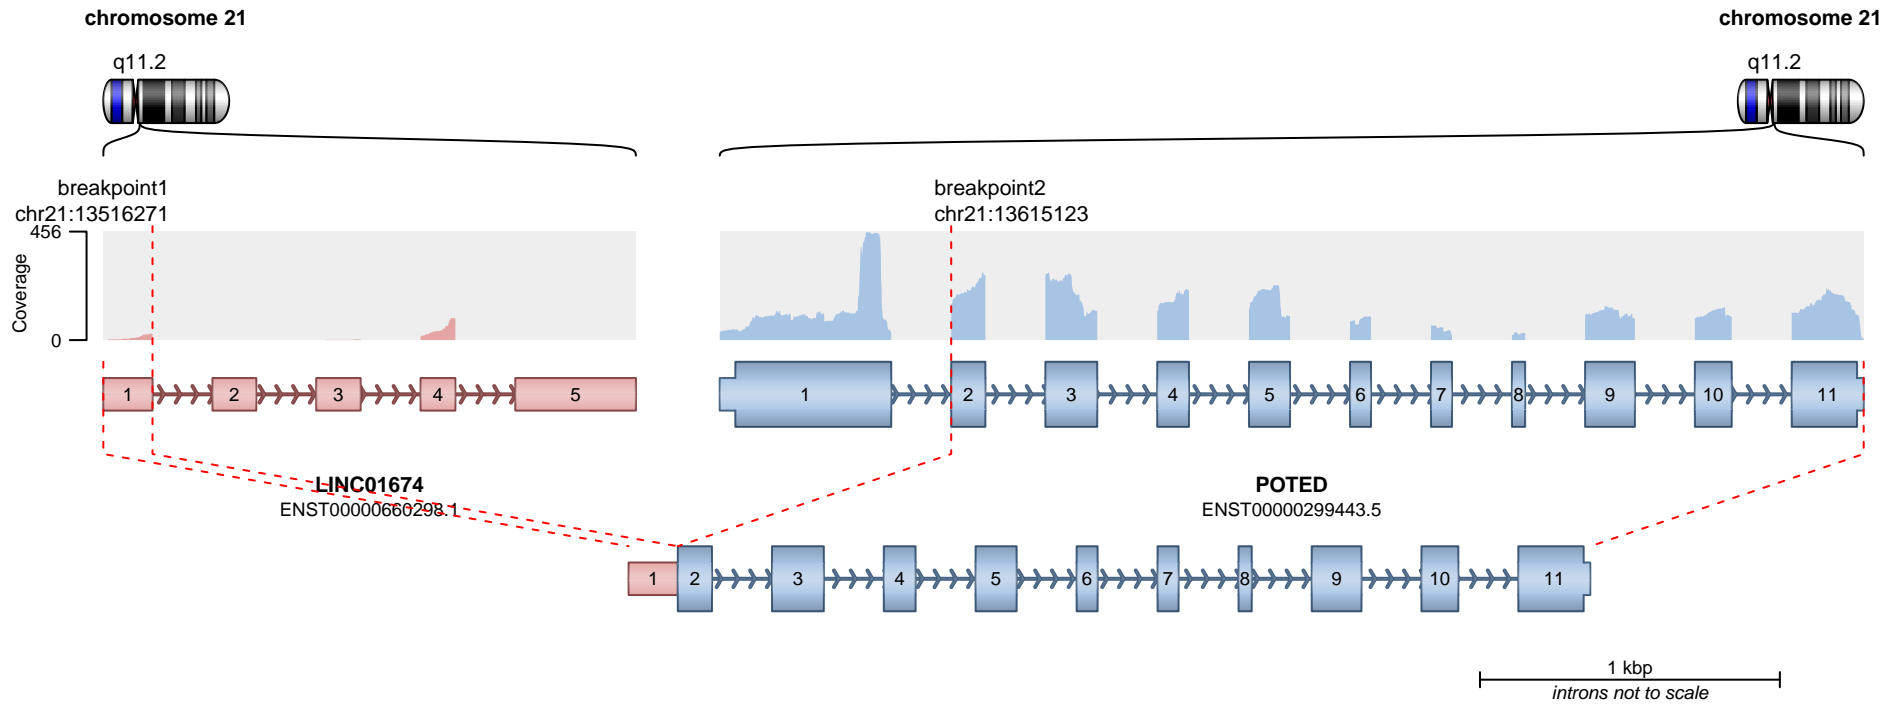 chromosome 21
chromosome 21
q11.2
q11.2
breakpoint1
chr21:13516271
breakpoint2
chr21:13615123
456
Coverage
0
1 2 3 4 5
1 2 3 4 5 6 7 8 9 10 11
LINC01674
ENST00000660298.1
POTED
ENST00000299443.5
1 2 3 4 5 6 7 8 9 10 11
1 kbp
introns not to scale